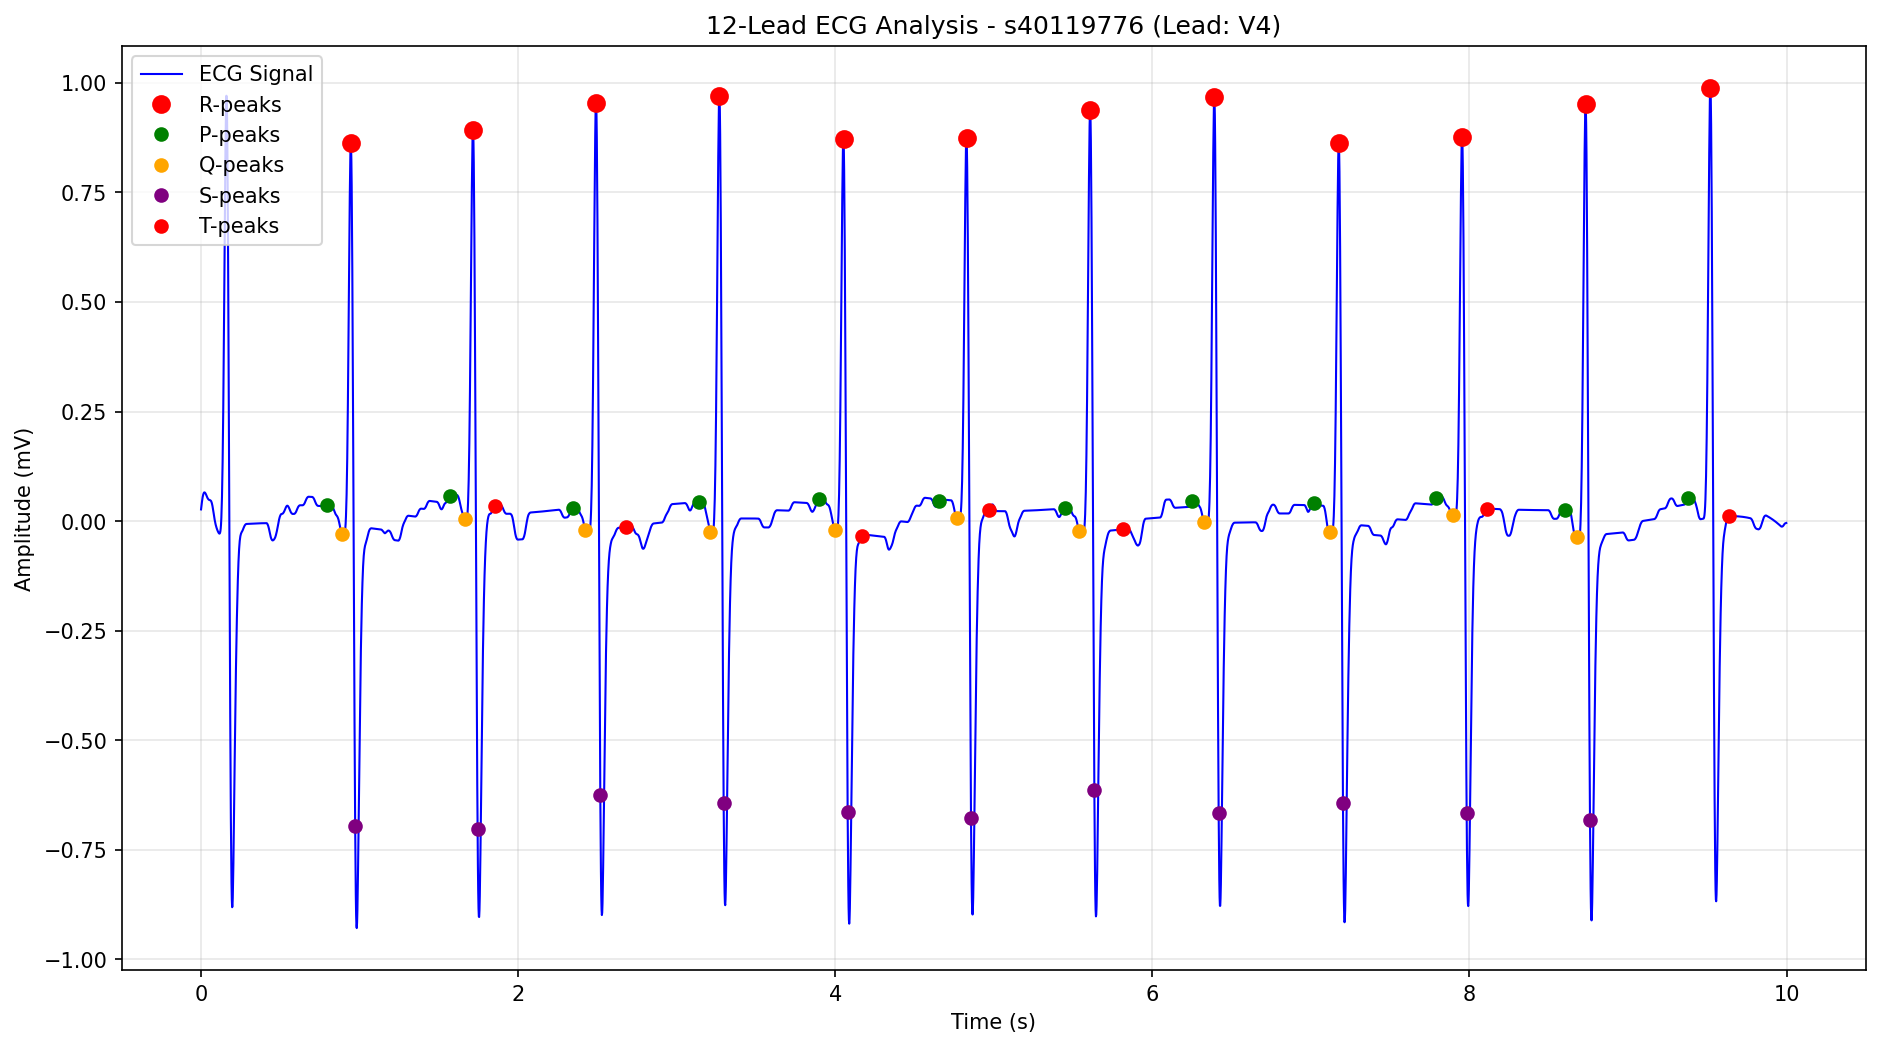 12-Lead ECG Analysis - s40119776 (Lead: V4)
ECG Signal
R-peaks
P-peaks
Q-peaks
S-peaks
T-peaks
1.00
0.75
0.50
0.25
0.00
−0.25
−0.50
−0.75
−1.00
Amplitude (mV)
0 2 4 6 8 10
Time (s)